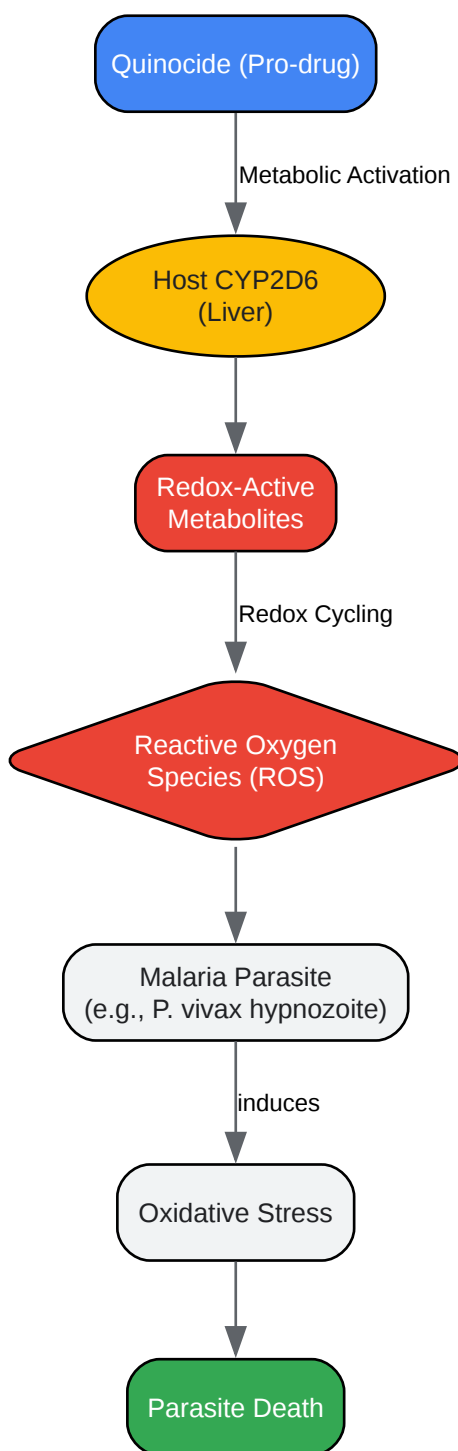 Quinocide (Pro-drug)
Metabolic Activation
Host CYP2D6
(Liver)
Redox-Active
Metabolites
Redox Cycling
Reactive Oxygen
Species (ROS)
Malaria Parasite
(e.g., P. vivax hypnozoite)
induces
Oxidative Stress
Parasite Death